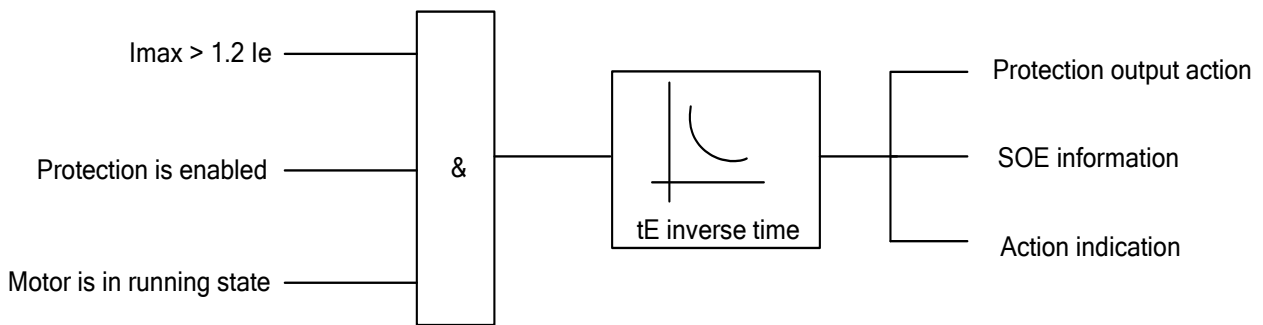 Imax > 1.2 Ie
Protection is enabled
Motor is in running state
&
tE inverse time
Protection output action
SOE information
Action indication